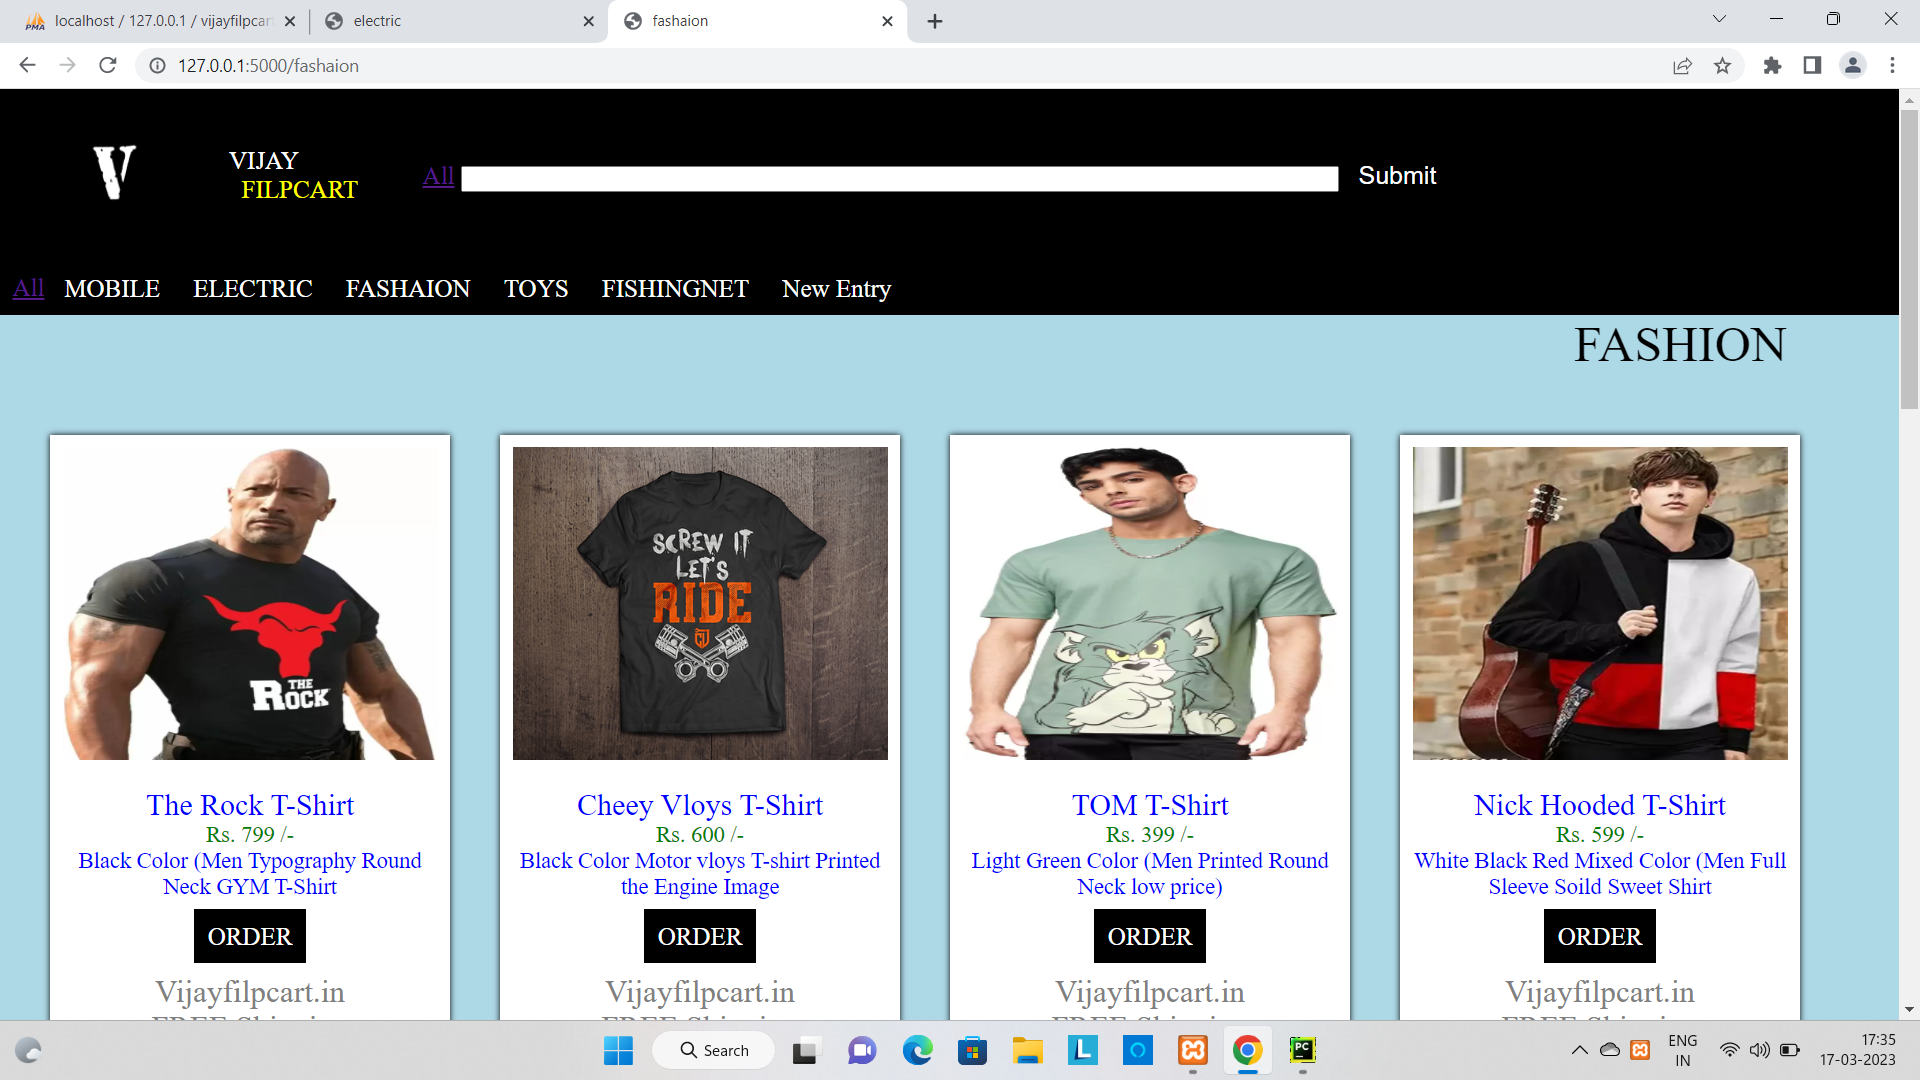 localhost / 127.0.0.1 / vijayfilpcar
electric
fashaion
127.0.0.1:5000/fashaion
V
VIJAY
FILPCART
All
Submit
All MOBILE ELECTRIC FASHAION TOYS FISHINGNET New Entry
FASHION
THE
ROCK
SCREW IT
LET'S
RIDE
The Rock T-Shirt
Rs. 799 /-
Black Color (Men Typography Round
Neck GYM T-Shirt
ORDER
Vijayfilpcart.in
Cheey Vloys T-Shirt
Rs. 600 /-
Black Color Motor vloys T-shirt Printed
the Engine Image
ORDER
Vijayfilpcart.in
TOM T-Shirt
Rs. 399 /-
Light Green Color (Men Printed Round
Neck low price)
ORDER
Vijayfilpcart.in
Nick Hooded T-Shirt
Rs. 599 /-
White Black Red Mixed Color (Men Full
Sleeve Soild Sweet Shirt
ORDER
Vijayfilpcart.in
Search
ENG
IN
17:35
17-03-2023